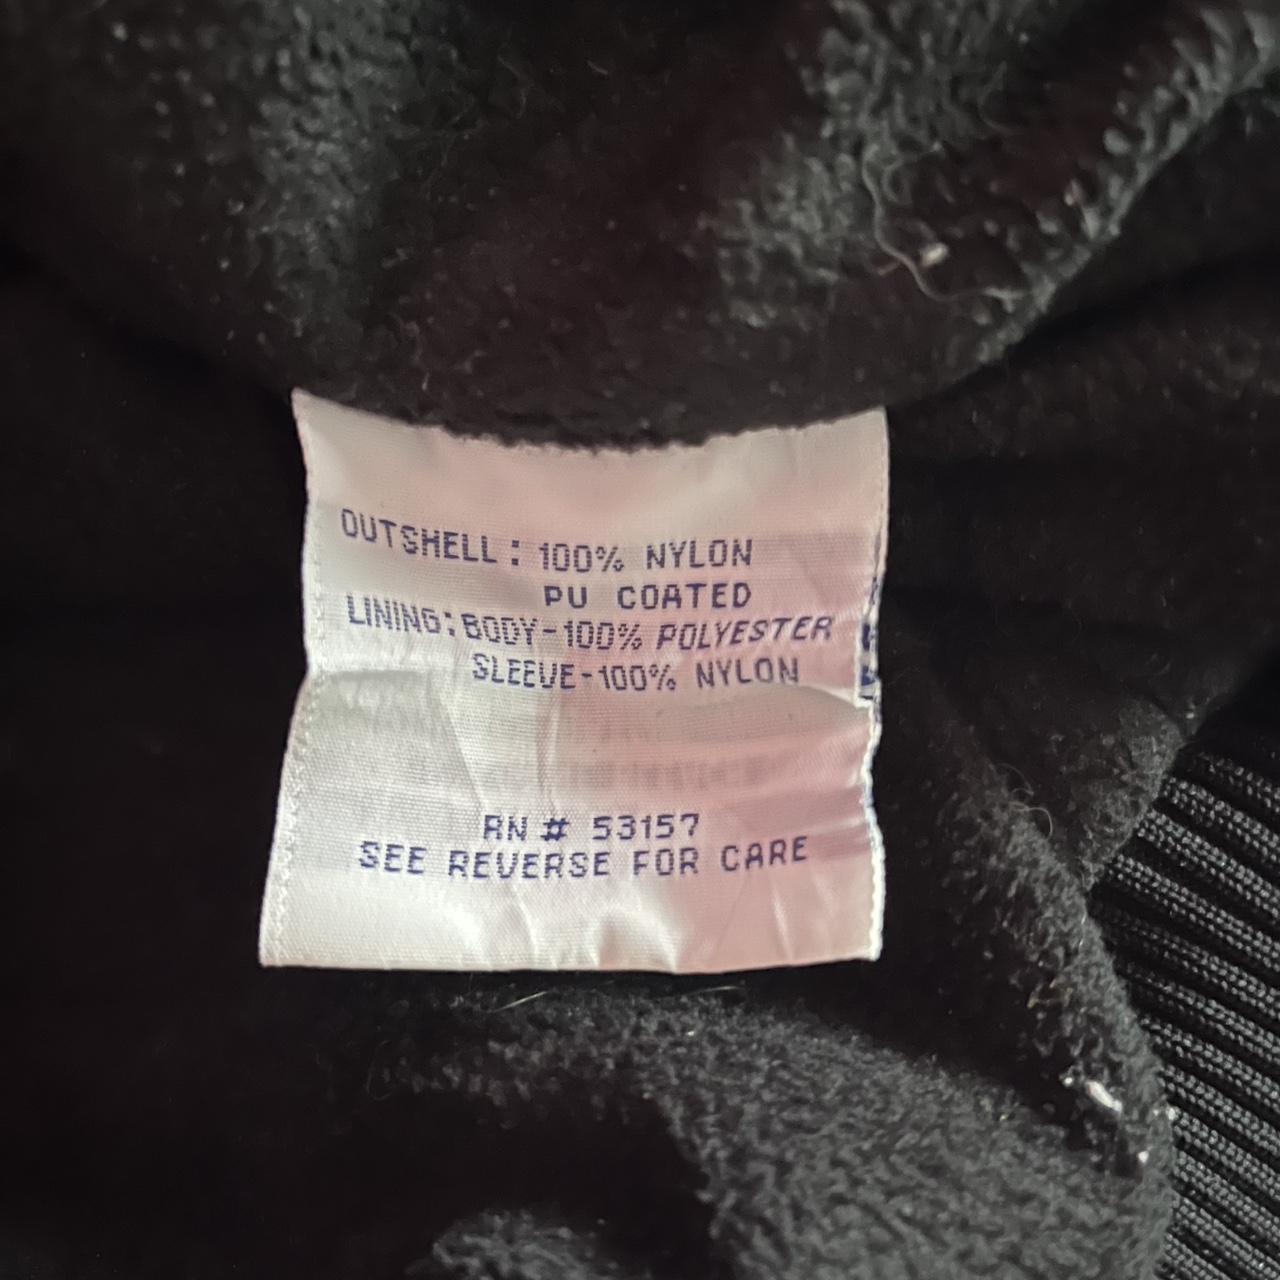 OUTSHELL: 100% NYLON
PU COATED
LINING: BODY-100% POLYESTER
SLEEVE-100% NYLON
RN # 53157
SEE REVERSE FOR CARE